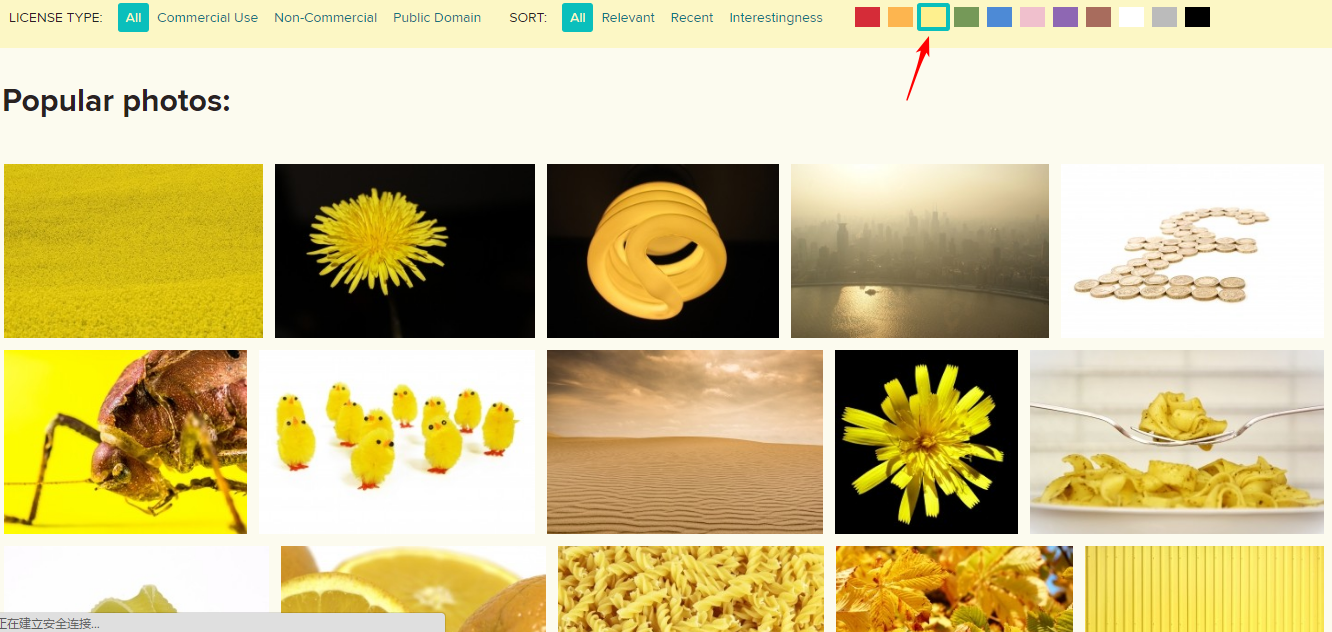 LICENSE TYPE: All Commercial Use Non-Commercial Public Domain SORT: All Relevant Recent Interestingness
Popular photos:
正在建立安全连接...